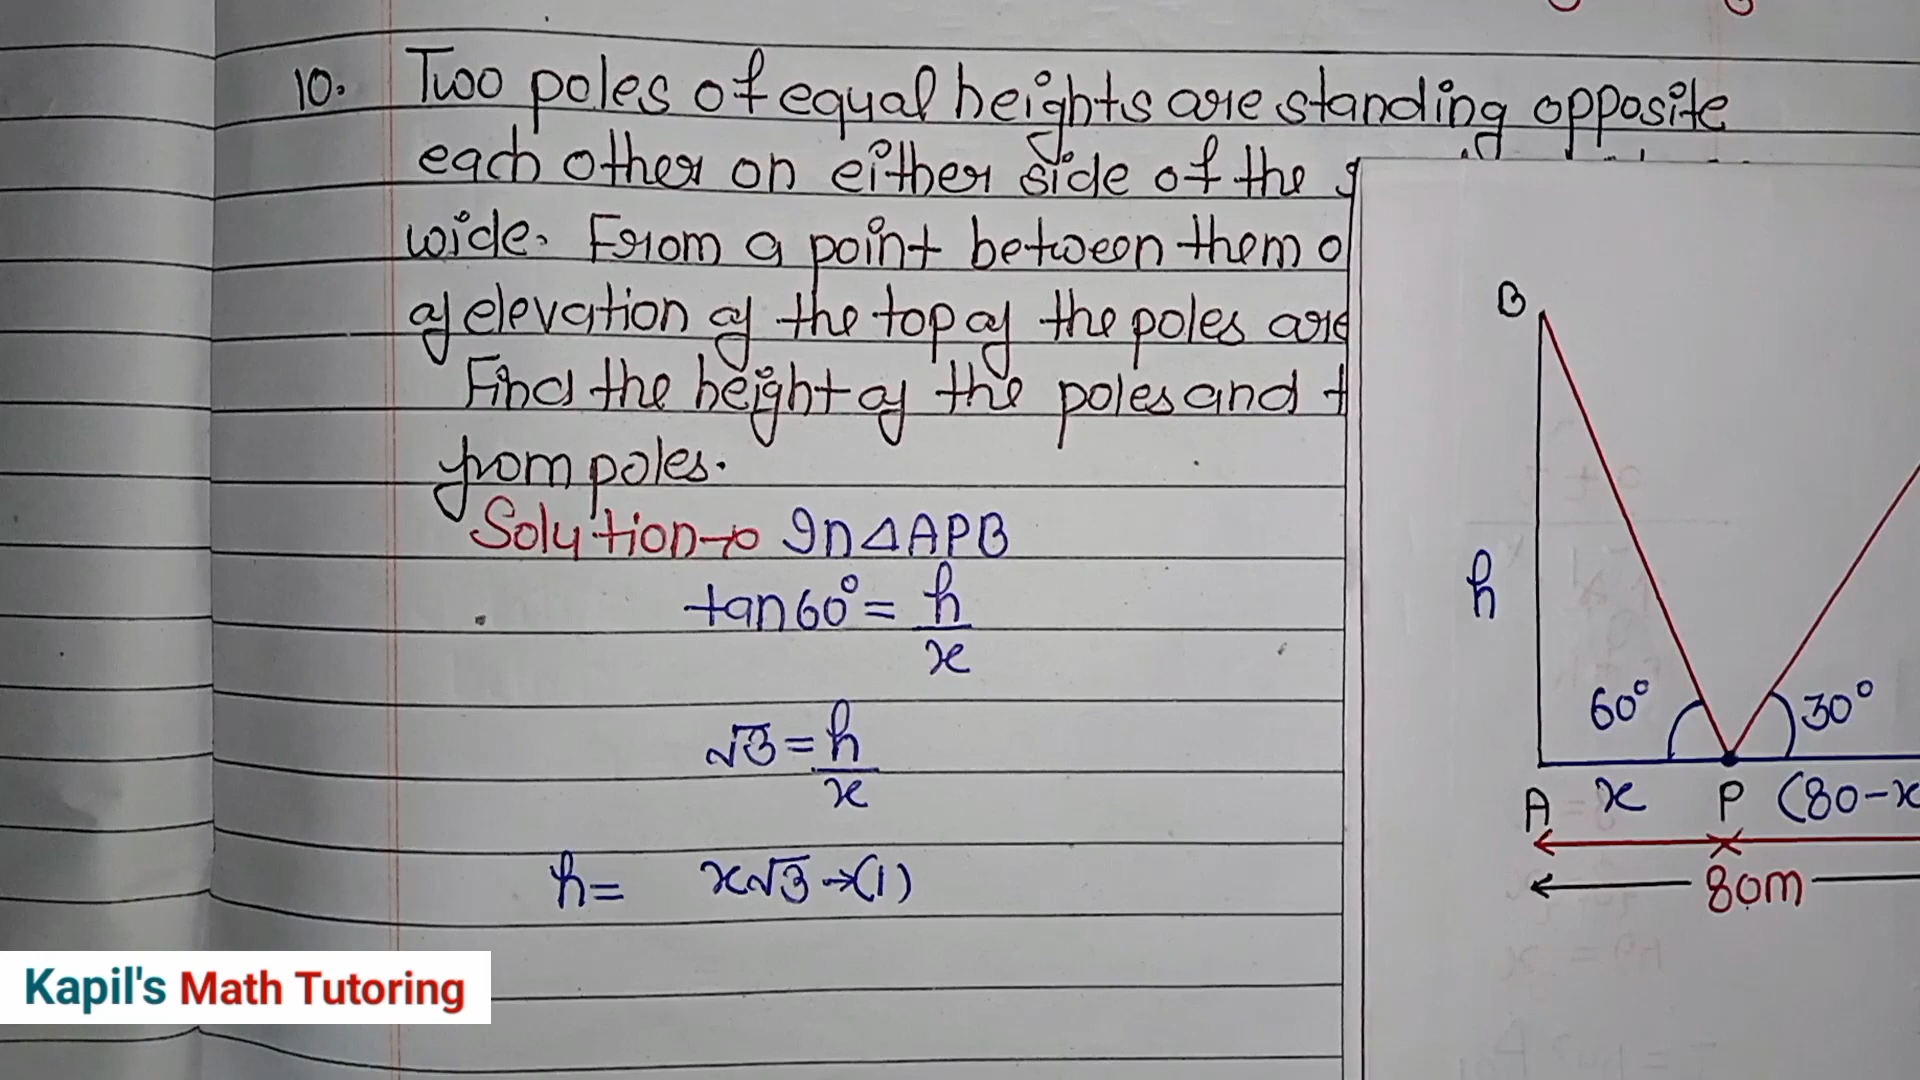 10. Two poles of equal heights are standing opposite
each other on either side of the
wide. From a point between them
of elevation of the top of the poles are
Find the height of the poles and
from poles.
Solution→ In △APB
tan60° = h/x
√3 = h/x
h = x√3 →(1)
B
h
60° 30°
A x P (80-x
80m
Kapil's Math Tutoring